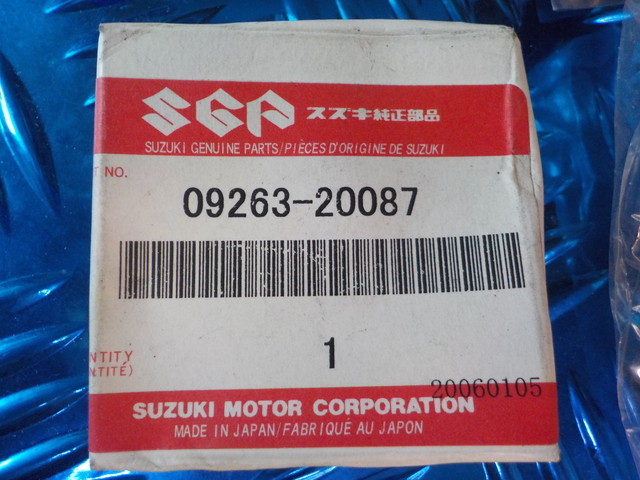 SGP スズキ純正部品
SUZUKI GENUINE PARTS/PIÈCES D'ORIGINE DE SUZUKI
T NO.
09263-20087
1
NTITY
NTITÉ)
20060105
SUZUKI MOTOR CORPORATION
MADE IN JAPAN/FABRIQUÉ AU JAPON